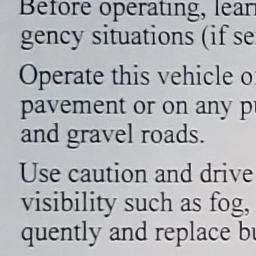 Before operating, lear
gency situations (if se
Operate this vehicle o
pavement or on any p
and gravel roads.
Use caution and drive
visibility such as fog,
quently and replace bu